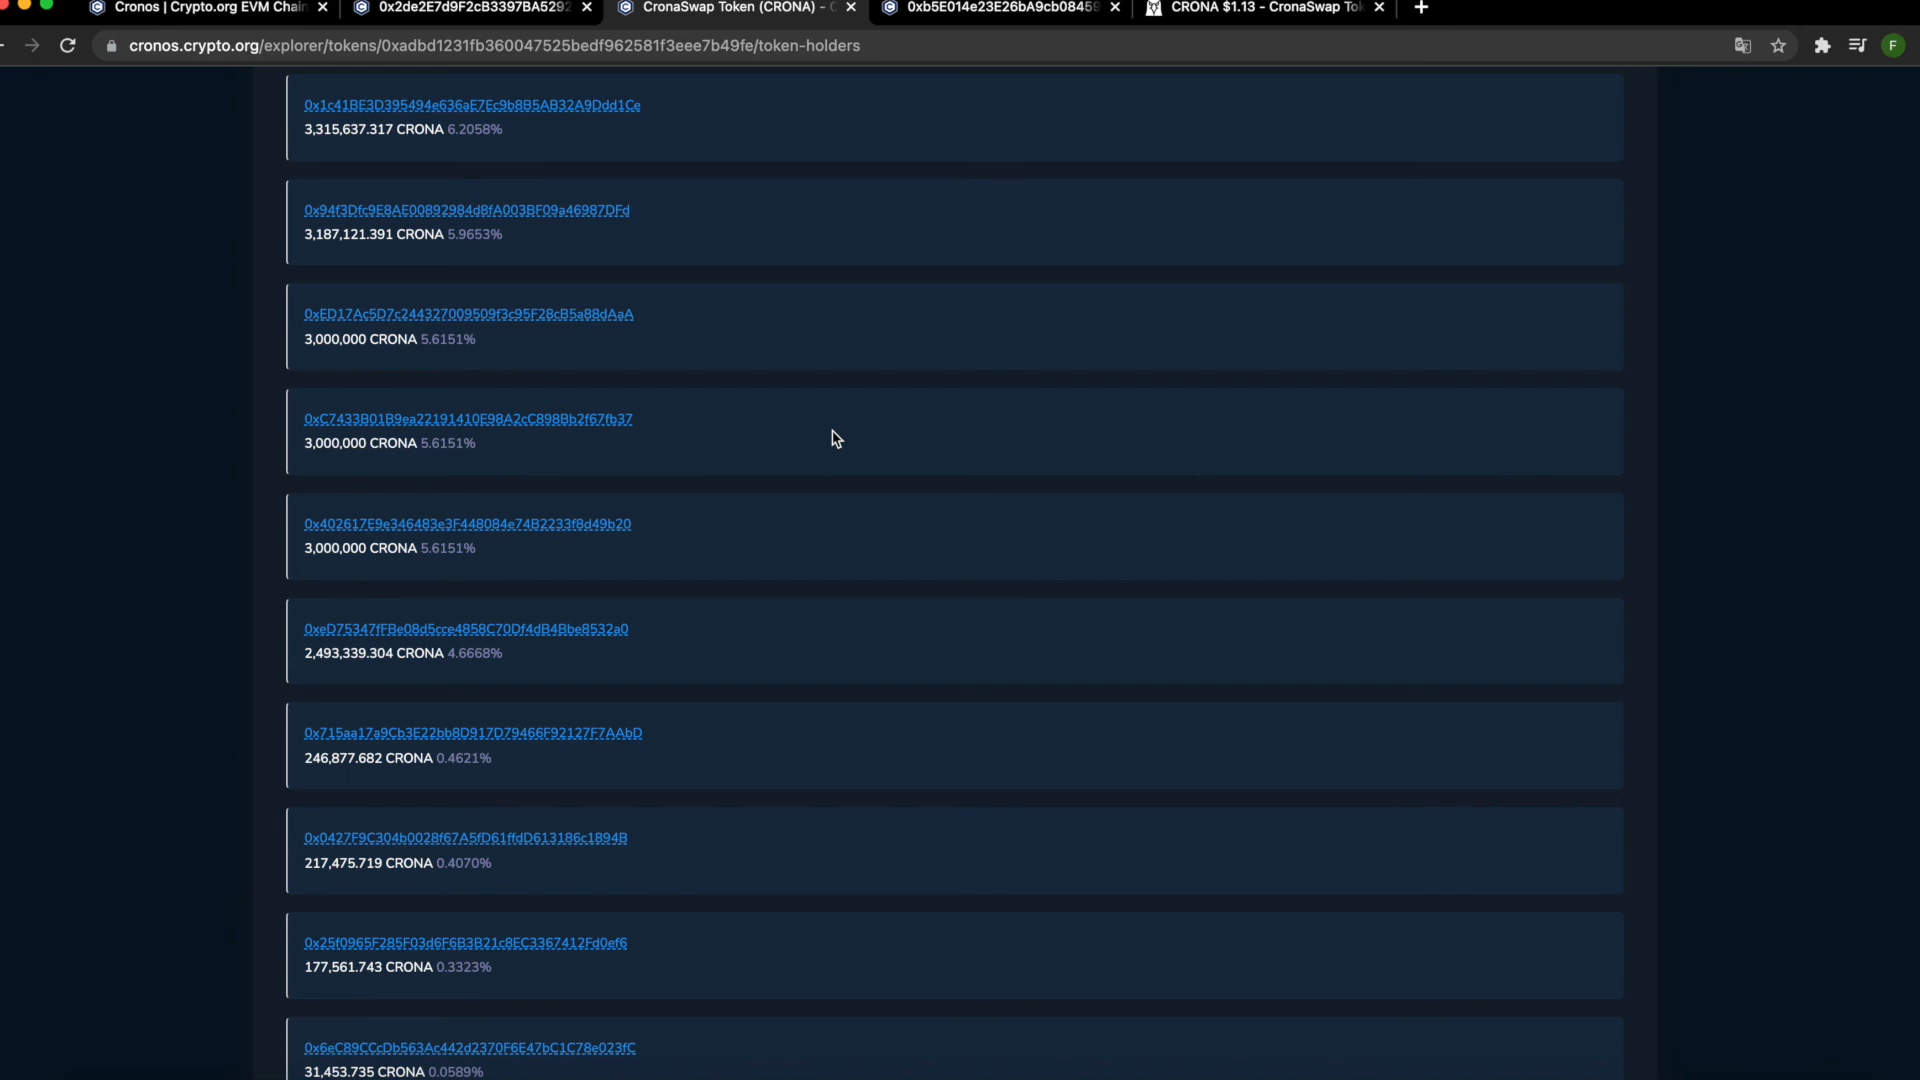 Cronos | Crypto.org EVM Chain
0x2de2E7d9F2cB3397BA5292
CronaSwap Token (CRONA) - C
0xb5E014e23E26bA9cb08459
CRONA $1.13 - CronaSwap Tok
cronos.crypto.org/explorer/tokens/0xadbd1231fb360047525bedf962581f3eee7b49fe/token-holders
F
0x1c41BE3D395494e636aE7Ec9b8B5AB32A9Ddd1Ce
3,315,637.317 CRONA 6.2058%
0x94f3Dfc9E8AE00892984d8fA003BF09a46987DFd
3,187,121.391 CRONA 5.9653%
0xED17Ac5D7c244327009509f3c95F28cB5a88dAaA
3,000,000 CRONA 5.6151%
0xC7433B01B9ea22191410E98A2cC898Bb2f67fb37
3,000,000 CRONA 5.6151%
0x402617E9e346483e3F448084e74B2233f8d49b20
3,000,000 CRONA 5.6151%
0xeD75347fFBe08d5cce4858C70Df4dB4Bbe8532a0
2,493,339.304 CRONA 4.6668%
0x715aa17a9Cb3E22bb8D917D79466F92127F7AAbD
246,877.682 CRONA 0.4621%
0x0427F9C304b0028f67A5fD61ffdD613186c1894B
217,475.719 CRONA 0.4070%
0x25f0965F285F03d6F6B3B21c8EC3367412Fd0ef6
177,561.743 CRONA 0.3323%
0x6eC89CCcDb563Ac442d2370F6E47bC1C78e023fC
31,453.735 CRONA 0.0589%